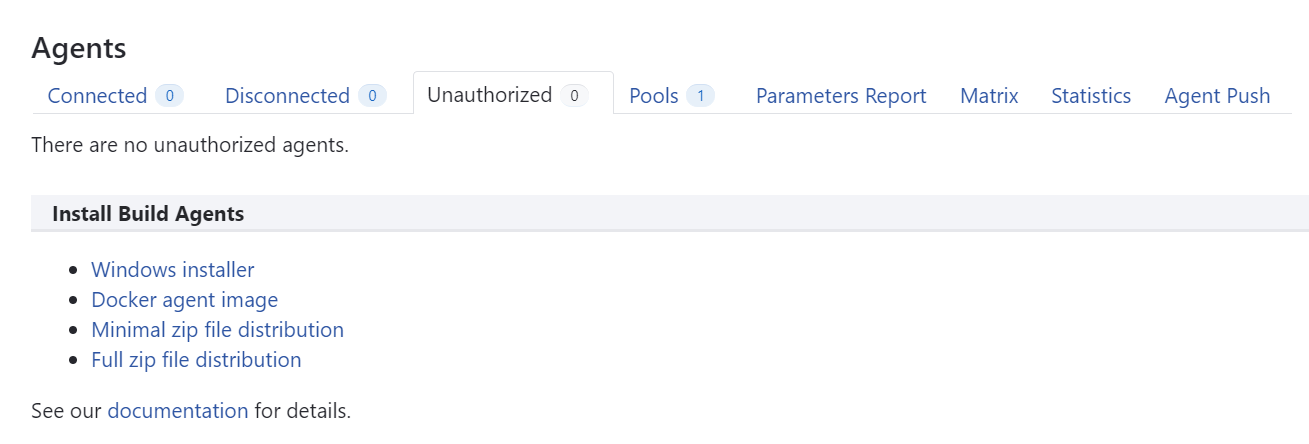 Agents
Connected 0 Disconnected 0 Unauthorized 0 Pools 1 Parameters Report Matrix Statistics Agent Push
There are no unauthorized agents.
Install Build Agents
Windows installer
Docker agent image
Minimal zip file distribution
Full zip file distribution
See our documentation for details.